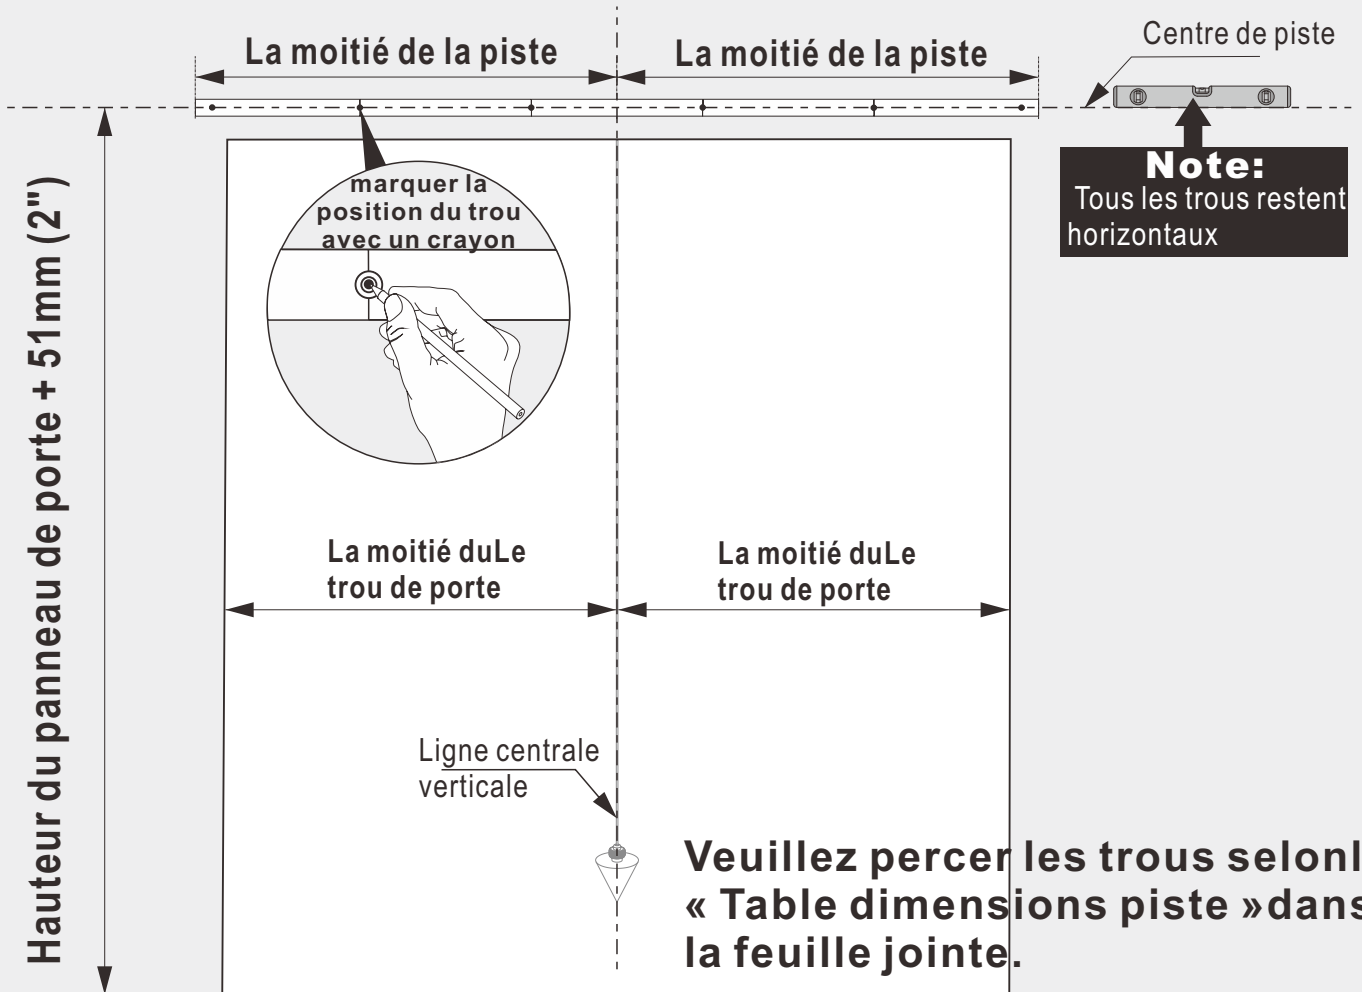 La moitié de la piste
La moitié de la piste
Centre de piste
Note:
Tous les trous restent
horizontaux
marquer la
position du trou
avec un crayon
Hauteur du panneau de porte + 51mm (2")
La moitié duLe
trou de porte
La moitié duLe
trou de porte
Ligne centrale
verticale
Veuillez percer les trous selonl
« Table dimensions piste »dans
la feuille jointe.